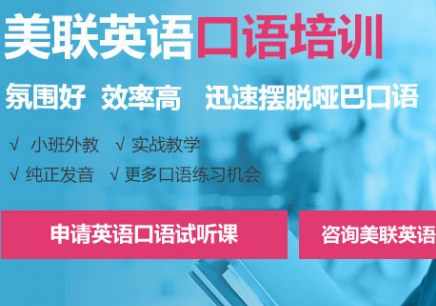 美联英语口语培训
氛围好 效率高 迅速摆脱哑巴口语
√ 小班外教 √ 实战教学
√ 纯正发音 √ 更多口语练习机会
申请英语口语试听课 咨询美联英语